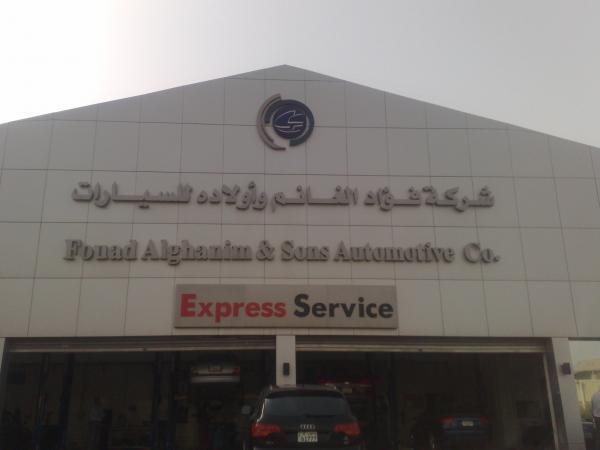 شركة فؤاد الغانم وأولاده للسيارات
Fouad Alghanim & Sons Automotive Co.
Express Service